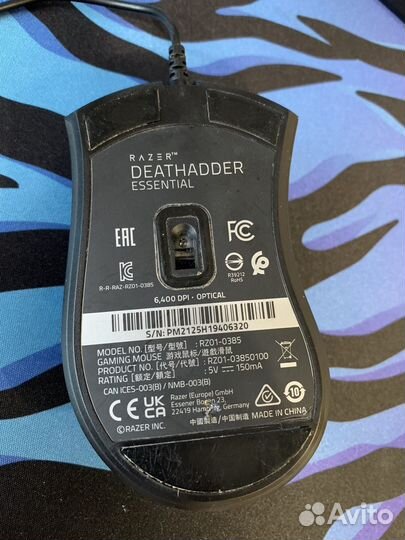 RAZER™
DEATHADDER
ESSENTIAL
EAC
FC
R-R-RAZ-RZ01-0385
R39212
RoHS
6,400 DPI • OPTICAL
S/N: PM2125H19406320
MODEL NO. [型号/型號] : RZ01-0385
GAMING MOUSE 游戏鼠标/遊戲滑鼠
PRODUCT NO. [代号/代號] : RZ01-03850100
RATING [额定/額定] : 5V ⎓ 150mA
CAN ICES-003(B) / NMB-003(B)
CE UK CA
Razer (Europe) GmbH
Essener Bogen 23,
22419 Hamburg, Germany
10
©RAZER INC.
中國製造/中国制造 MADE IN CHINA
Avito